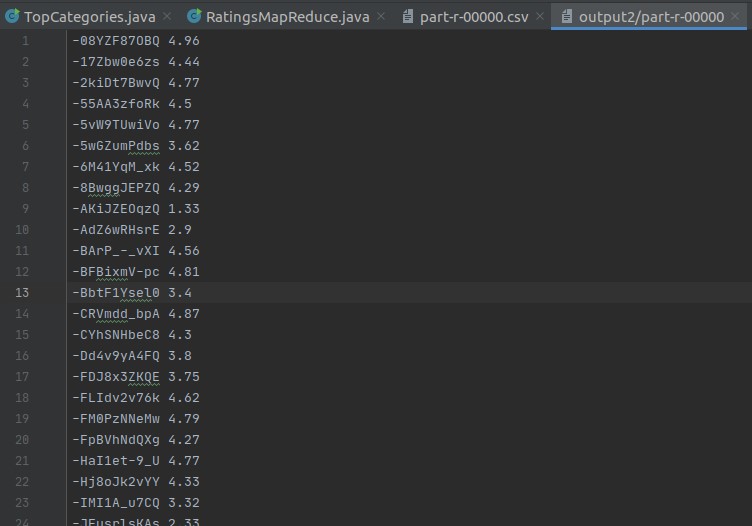 TopCategories.java × RatingsMapReduce.java × part-r-00000.csv × output2/part-r-00000 ×
1 -08YZF87OBQ 4.96
2 -17Zbw0e6zs 4.44
3 -2kiDt7BwvQ 4.77
4 -55AA3zfoRk 4.5
5 -5vW9TUwiVo 4.77
6 -5wGZumPdbs 3.62
7 -6M41YqM_xk 4.52
8 -8BwggJEPZQ 4.29
9 -AKiJZEOqzQ 1.33
10 -AdZ6wRHsrE 2.9
11 -BArP_-_vXI 4.56
12 -BFBixmV-pc 4.81
13 -BbtF1Ysel0 3.4
14 -CRVmdd_bpA 4.87
15 -CYhSNHbeC8 4.3
16 -Dd4v9yA4FQ 3.8
17 -FDJ8x3ZKQE 3.75
18 -FLIdv2v76k 4.62
19 -FM0PzNNeMw 4.79
20 -FpBVhNdQXg 4.27
21 -HaI1et-9_U 4.77
22 -Hj8oJk2vYY 4.33
23 -IMI1A_u7CQ 3.32
24 -JEusrlsKAs 2.33